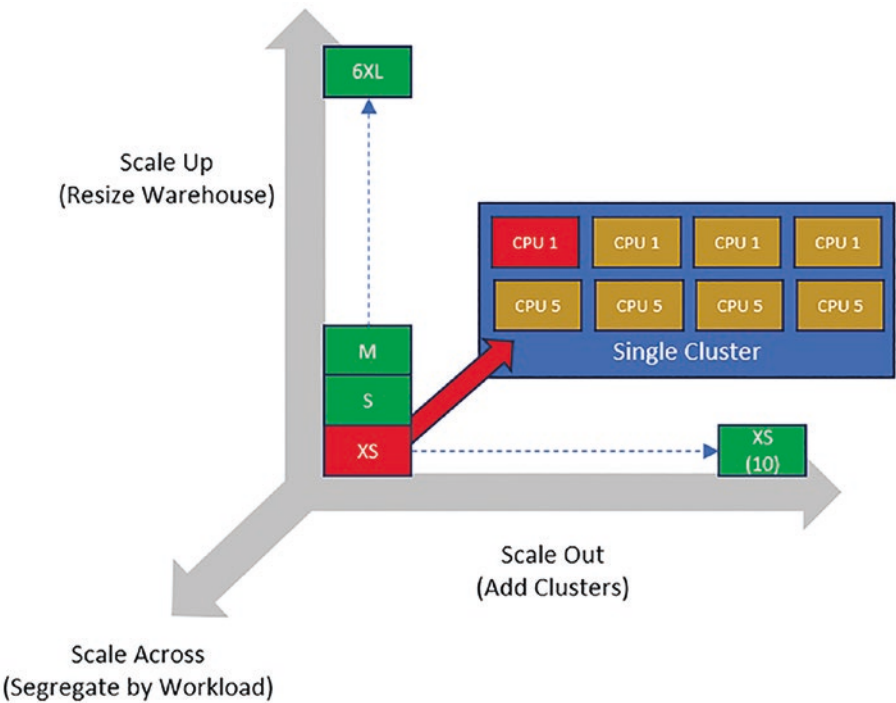 6XL
Scale Up
(Resize Warehouse)
CPU 1 CPU 1 CPU 1 CPU 1
CPU 5 CPU 5 CPU 5 CPU 5
Single Cluster
M
S
XS
XS
(10)
Scale Out
(Add Clusters)
Scale Across
(Segregate by Workload)